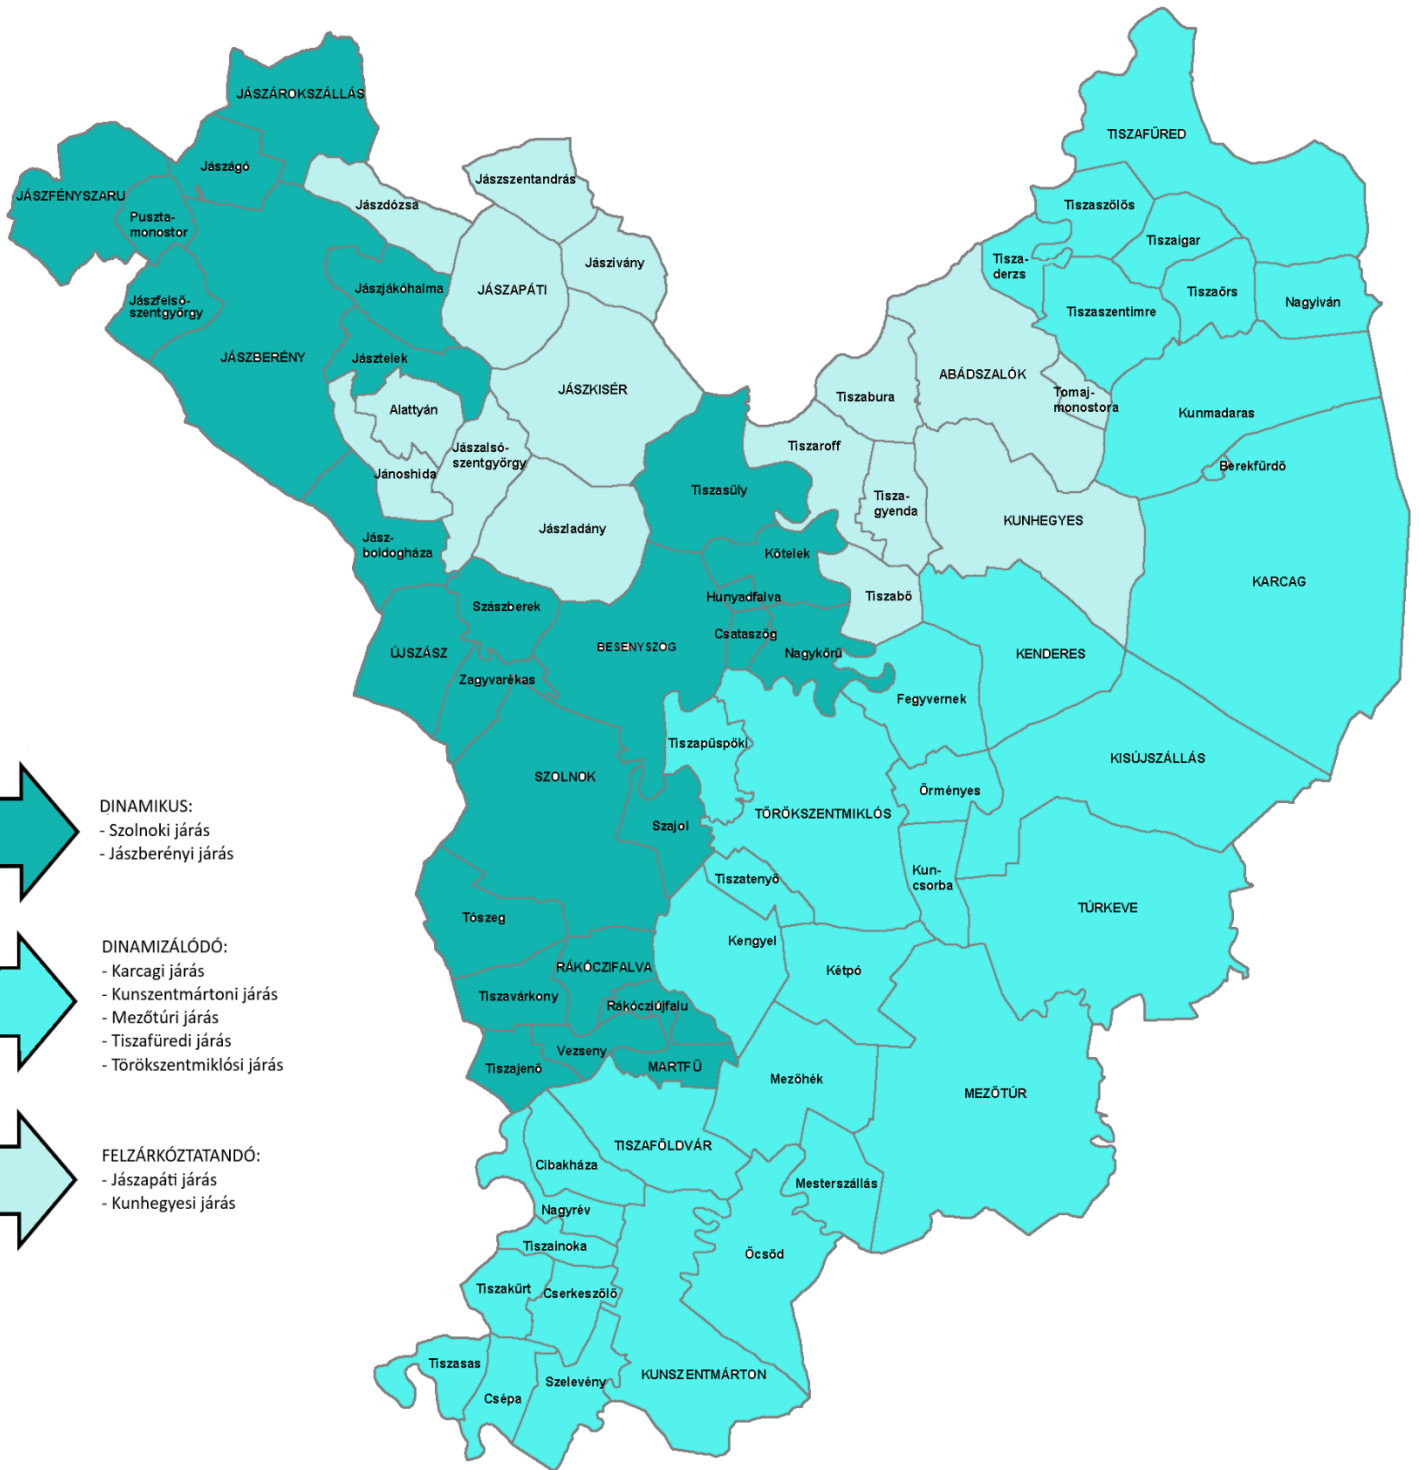 JÁSZÁROKSZÁLLÁS
TISZAFÜRED
Jászágó
Jászszentandrás
JÁSZFÉNYSZARU
Jászdózsa
Tiszaszőlős
Puszta-
monostor
Tiszaigar
Jászivány
Tisza-
derzs
JÁSZAPÁTI
Jászjákóhalma
Tiszaörs
Nagyiván
Jászfelső-
szentgyörgy
Tiszaszentimre
JÁSZBERÉNY
Jásztelek
ABÁDSZALÓK
JÁSZKISÉR
Tiszabura
Tomaj-
monostora
Alattyán
Kunmadaras
Jászalsó-
szentgyörgy
Tiszaroff
Berekfürdő
Jánoshida
Tiszasüly
Tisza-
gyenda
KUNHEGYES
Jászladány
Jász-
boldogháza
Kőtelek
KARCAG
Hunyadfalva
Tiszabő
Szászberek
Csataszög
BESENYSZÖG
ÚJSZÁSZ
Nagykörű
KENDERES
Zagyvarékas
Fegyvernek
Tiszapüspöki
KISÚJSZÁLLÁS
SZOLNOK
Örményes
DINAMIKUS:
- Szolnoki járás
- Jászberényi járás
TÖRÖKSZENTMIKLÓS
Szajol
Kun-
csorba
Tiszatenyő
TÚRKEVE
Tószeg
Kengyel
DINAMIZÁLÓDÓ:
- Karcagi járás
- Kunszentmártoni járás
- Mezőtúri járás
- Tiszafüredi járás
- Törökszentmiklósi járás
RÁKÓCZIFALVA
Kétpó
Tiszavárkony
Rákócziújfalu
Vezseny
Tiszajenő
MARTFŰ
Mezőhék
MEZŐTÚR
TISZAFÖLDVÁR
FELZÁRKÓZTATANDÓ:
- Jászapáti járás
- Kunhegyesi járás
Cibakháza
Mesterszállás
Nagyrév
Tiszainoka
Öcsöd
Tiszakürt
Cserkeszőlő
Tiszasas
Csépa
Szelevény
KUNSZENTMÁRTON